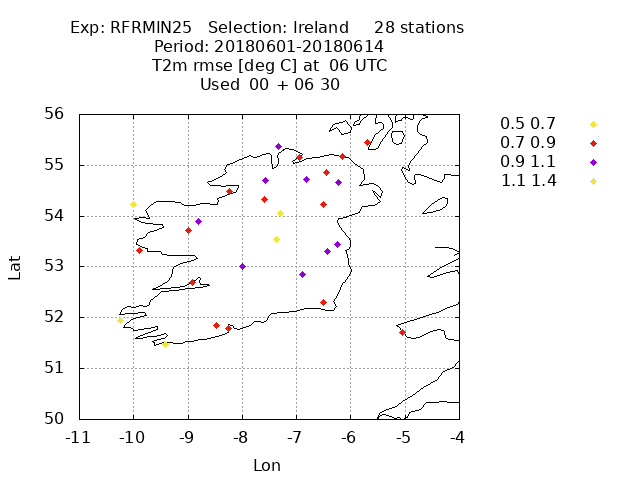 Exp: RFRMIN25 Selection: Ireland 28 stations
Period: 20180601-20180614
T2m rmse [deg C] at 06 UTC
Used 00 + 06 30
0.5 0.7
0.7 0.9
0.9 1.1
1.1 1.4
56
55
54
53
52
51
50
Lat
-11 -10 -9 -8 -7 -6 -5 -4
Lon